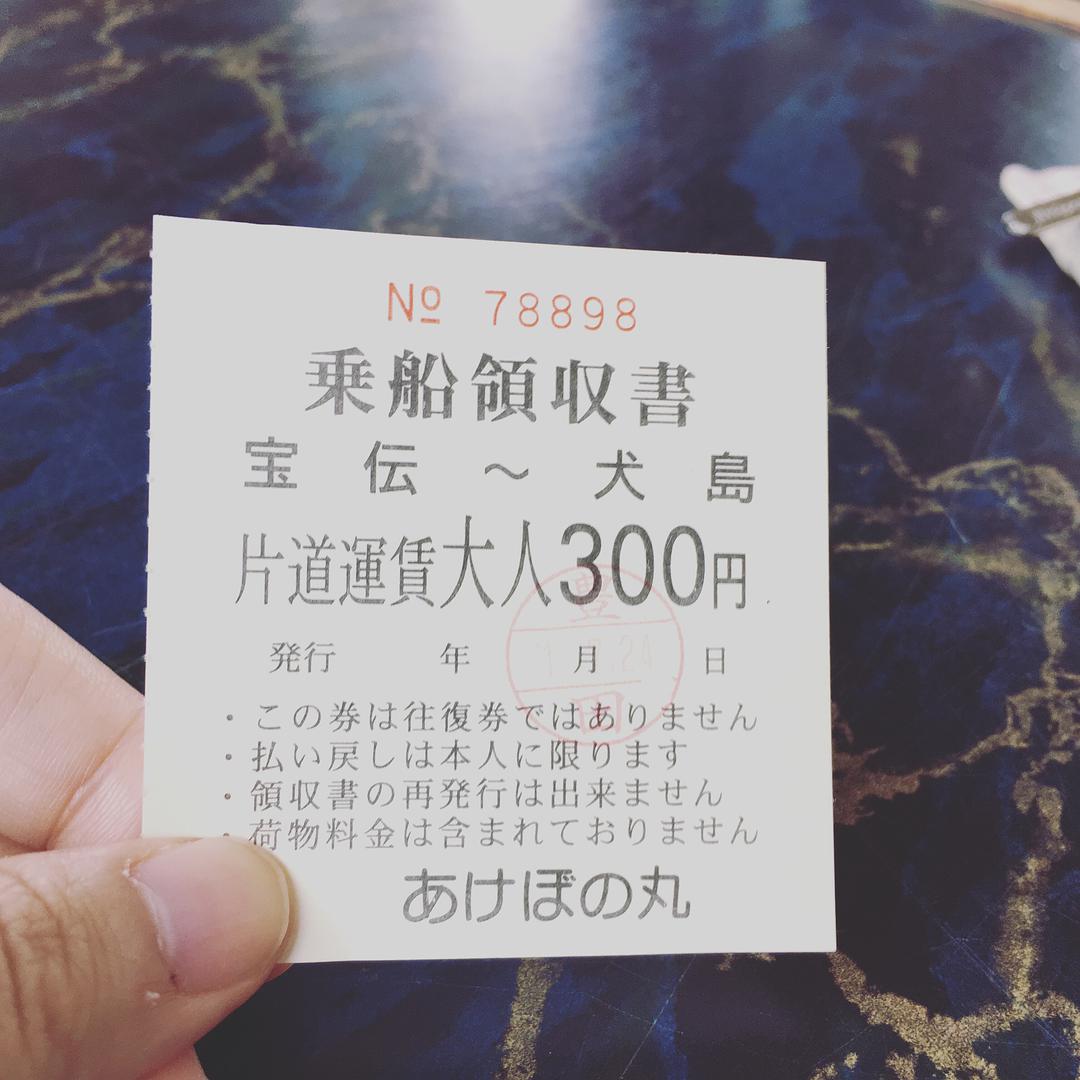 № 78898
乗船領収書
宝伝～犬島
片道運賃大人300円
発行 年 月 日
豊
24
田
・この券は往復券ではありません
・払い戻しは本人に限ります
・領収書の再発行は出来ません
・荷物料金は含まれておりません
あけぼの丸